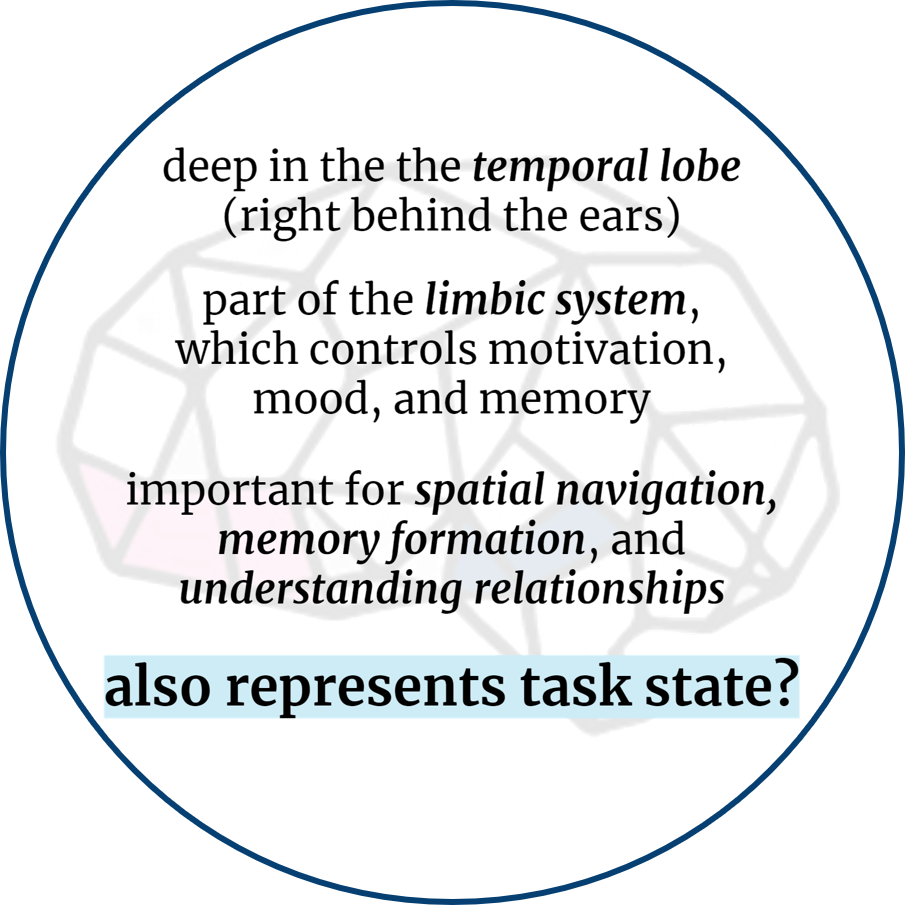 deep in the the temporal lobe
(right behind the ears)
part of the limbic system,
which controls motivation,
mood, and memory
important for spatial navigation,
memory formation, and
understanding relationships
also represents task state?